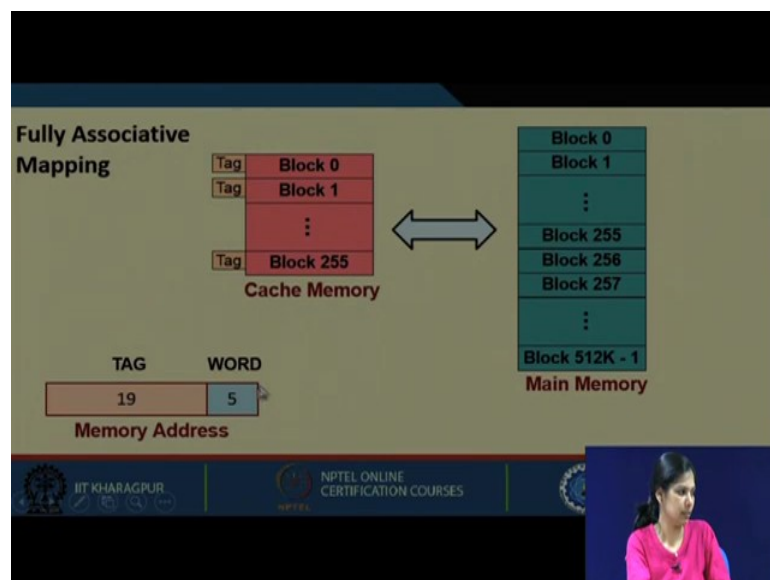 Fully Associative
Mapping
Tag Block 0
Tag Block 1
⋮
Tag Block 255
Cache Memory
Block 0
Block 1
⋮
Block 255
Block 256
Block 257
⋮
Block 512K - 1
Main Memory
TAG WORD
19 5
Memory Address
IIT KHARAGPUR
NPTEL
NPTEL ONLINE
CERTIFICATION COURSES